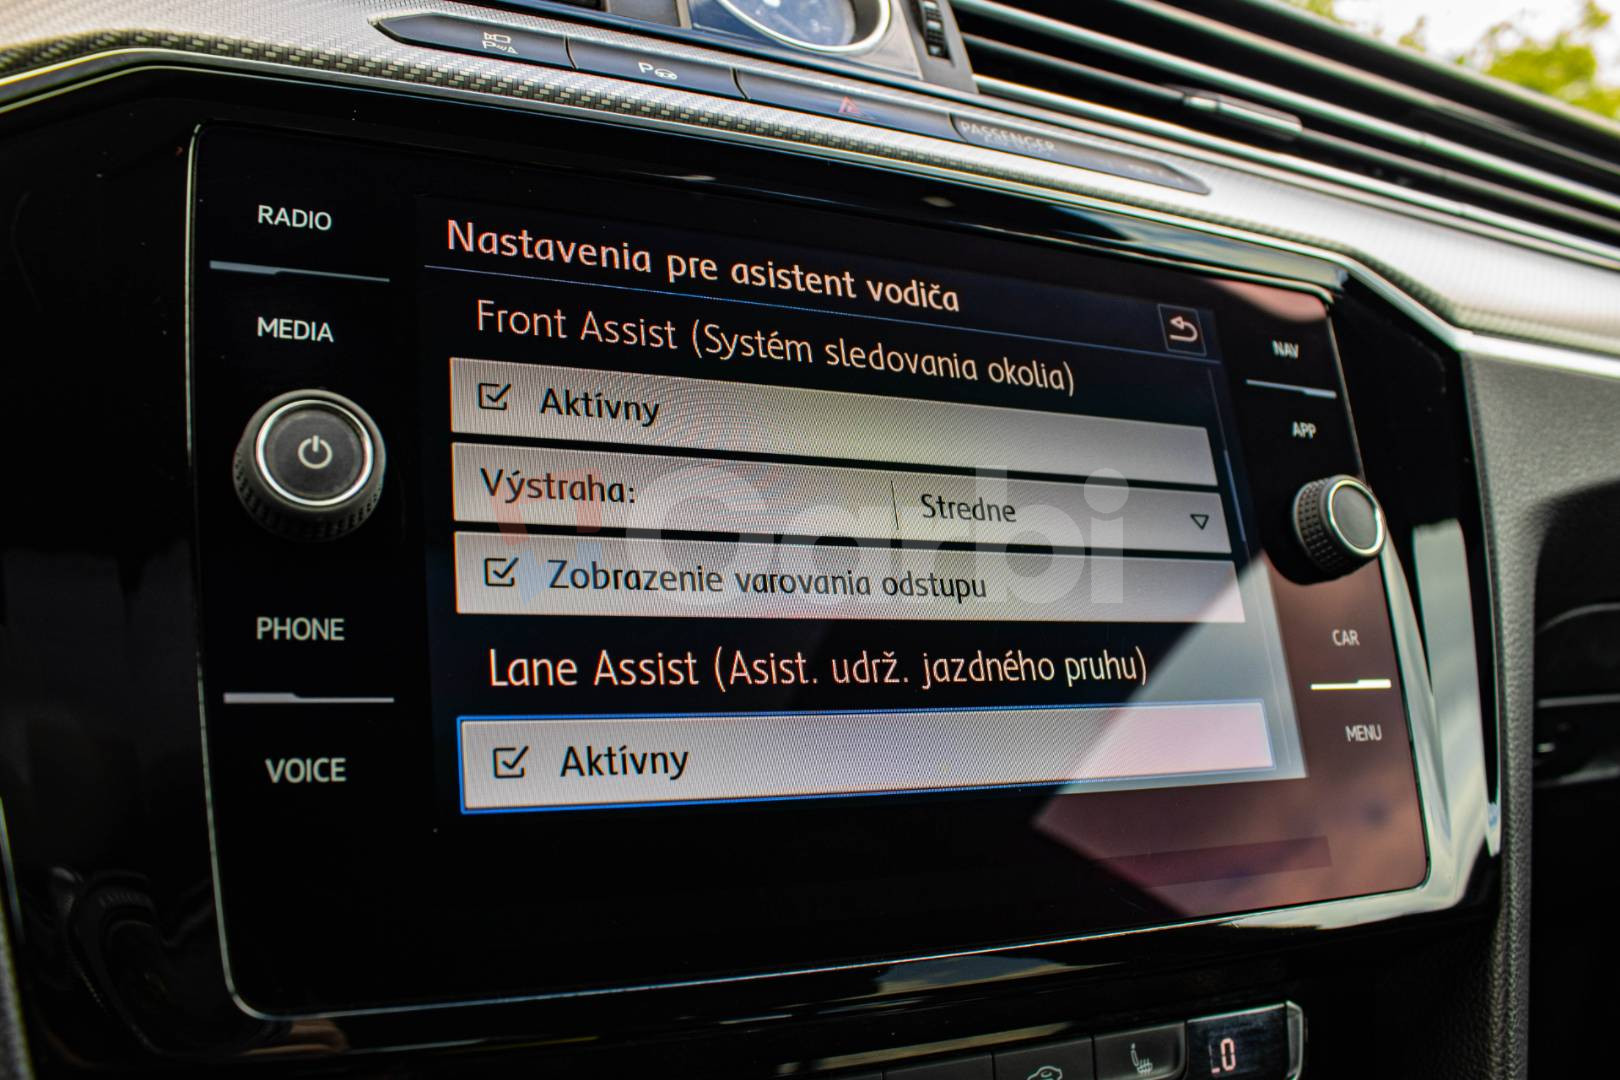 PASSENGER
RADIO
MEDIA
PHONE
VOICE
Nastavenia pre asistent vodiča
Front Assist (Systém sledovania okolia)
Aktívny
Výstraha: Stredne
Zobrazenie varovania odstupu
Lane Assist (Asist. udrž. jazdného pruhu)
Aktívny
NAV
APP
CAR
MENU
Carbi